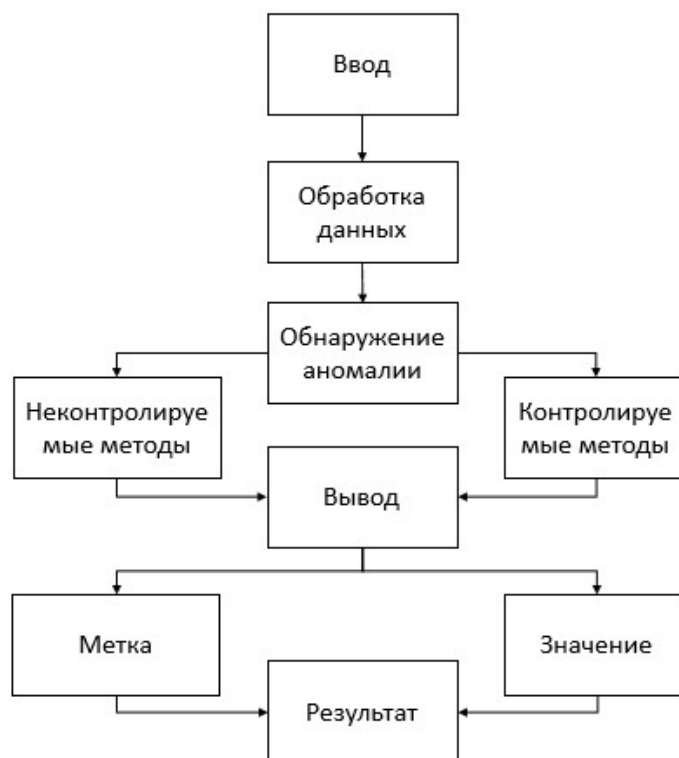 Ввод
Обработка
данных
Обнаружение
аномалии
Неконтролируе
мые методы
Контролируе
мые методы
Вывод
Метка
Значение
Результат